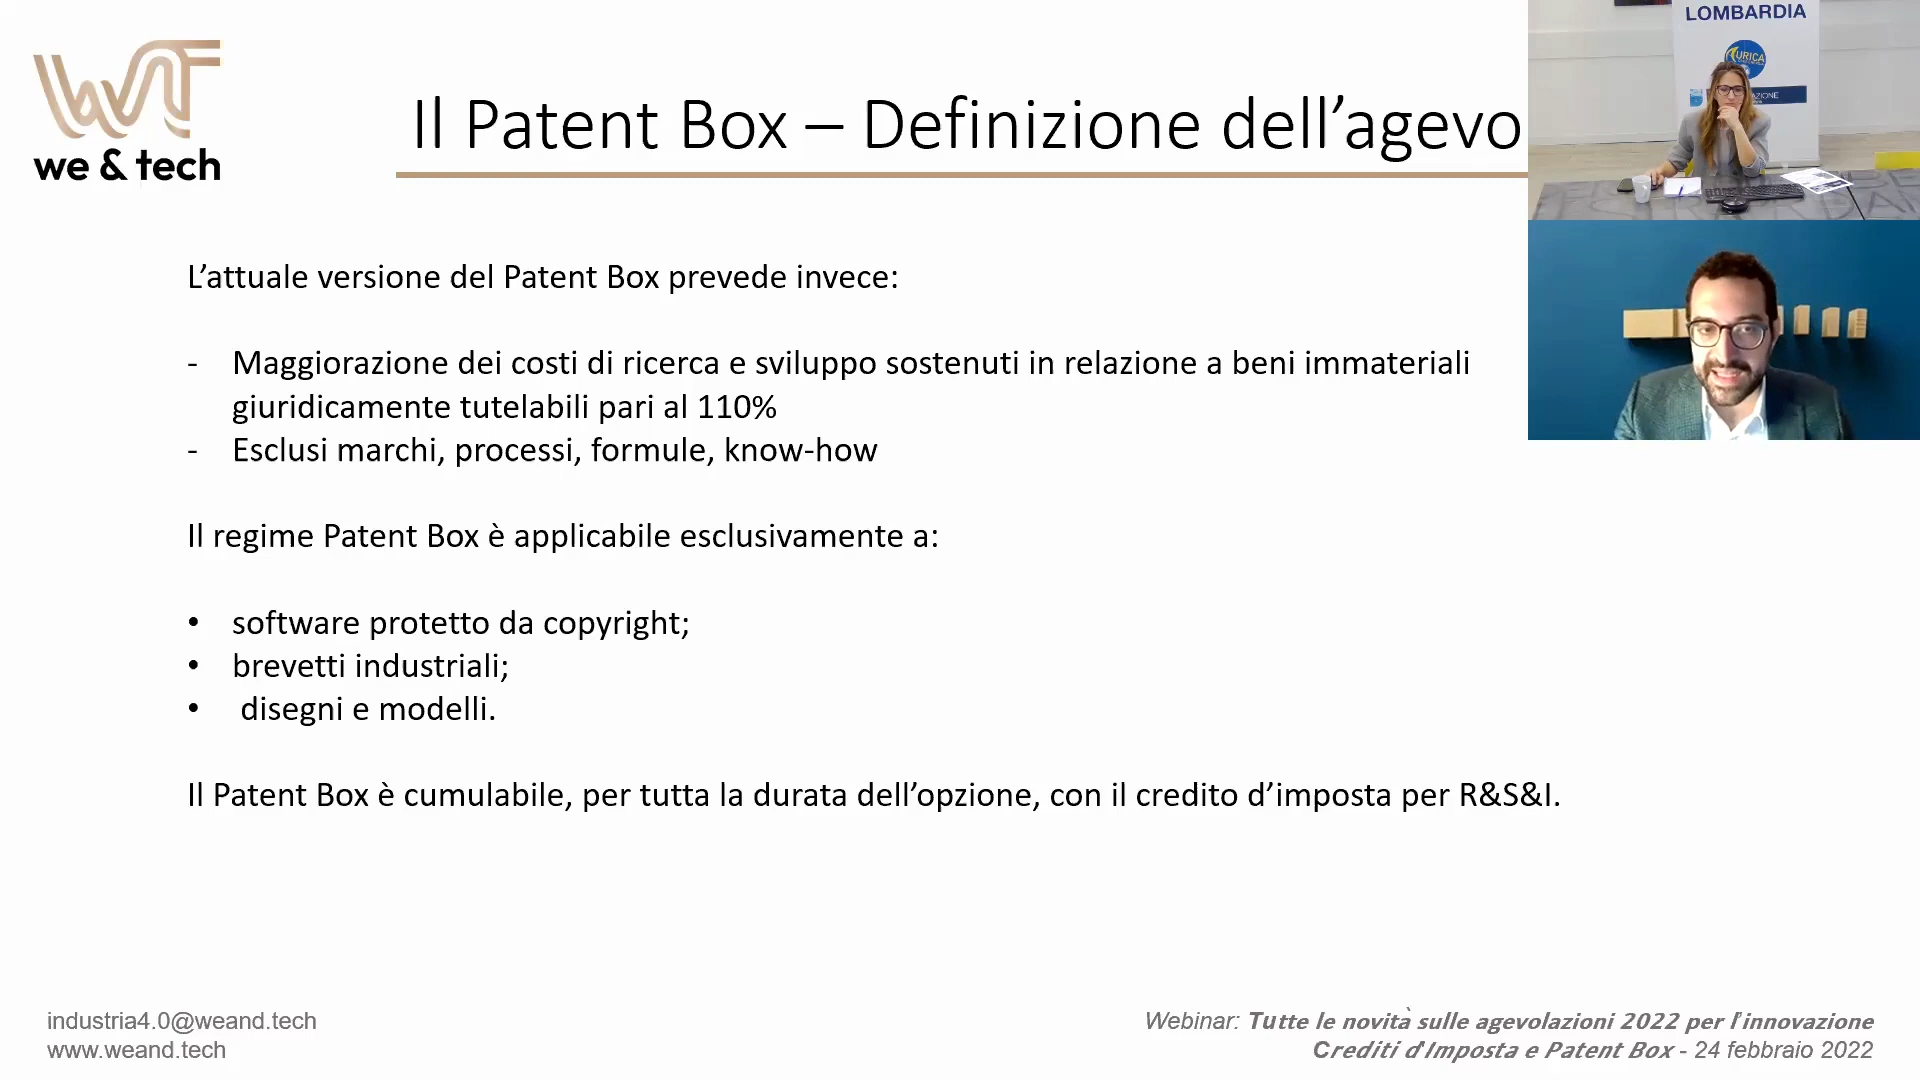 we & tech
Il Patent Box – Definizione dell’agevo
LOMBARDIA
URICA
AZIONE
L’attuale versione del Patent Box prevede invece:
- Maggiorazione dei costi di ricerca e sviluppo sostenuti in relazione a beni immateriali
giuridicamente tutelabili pari al 110%
- Esclusi marchi, processi, formule, know-how
Il regime Patent Box è applicabile esclusivamente a:
• software protetto da copyright;
• brevetti industriali;
• disegni e modelli.
Il Patent Box è cumulabile, per tutta la durata dell’opzione, con il credito d’imposta per R&S&I.
industria4.0@weand.tech
www.weand.tech
Webinar: Tutte le novità sulle agevolazioni 2022 per l'innovazione
Crediti d'Imposta e Patent Box - 24 febbraio 2022